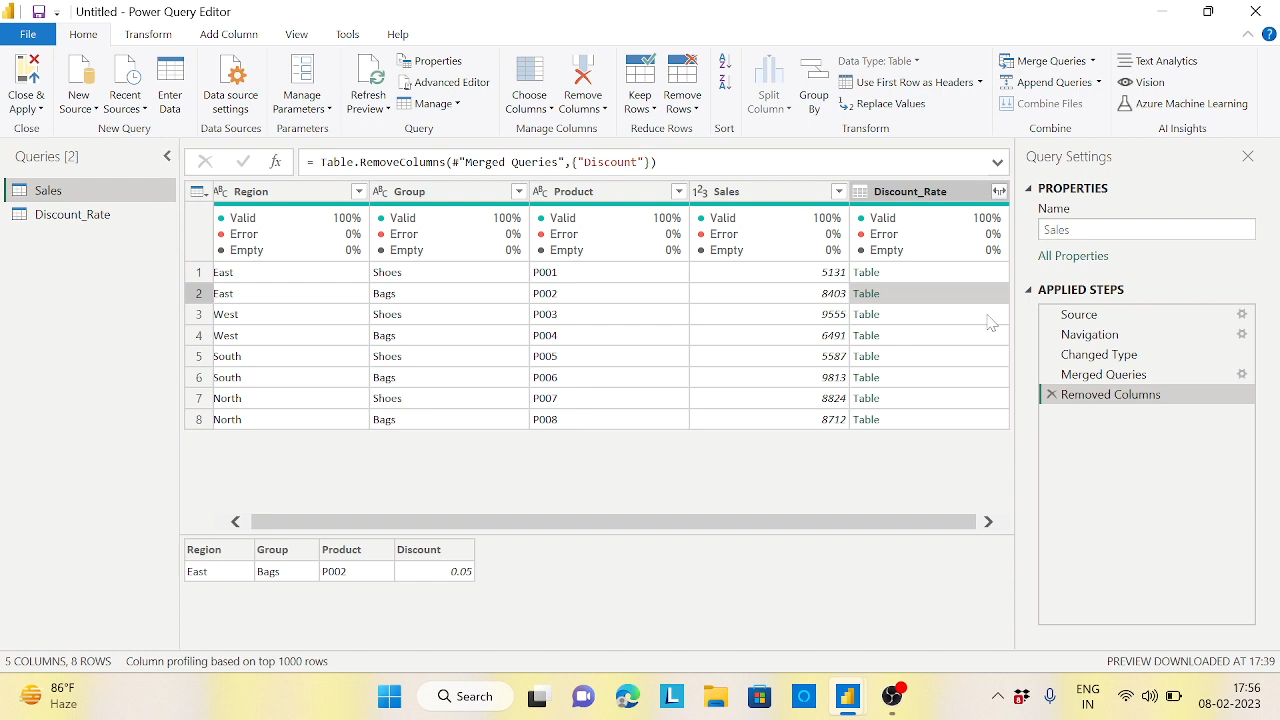 Untitled - Power Query Editor
File Home Transform Add Column View Tools Help
Close & Apply
Close
New Source
Recent Sources
Enter Data
New Query
Data source settings
Data Sources
Manage Parameters
Parameters
Refresh Preview
Properties
Advanced Editor
Manage
Query
Choose Columns
Remove Columns
Manage Columns
Keep Rows
Remove Rows
Reduce Rows
Sort
Split Column
Group By
Data Type: Table
Use First Row as Headers
Replace Values
Transform
Merge Queries
Append Queries
Combine Files
Combine
Text Analytics
Vision
Azure Machine Learning
AI Insights
Queries [2]
Sales
Discount_Rate
= Table.RemoveColumns(#"Merged Queries",{"Discount"})
Region Group Product Sales Discount_Rate
Valid 100% Valid 100% Valid 100% Valid 100% Valid 100%
Error 0% Error 0% Error 0% Error 0% Error 0%
Empty 0% Empty 0% Empty 0% Empty 0% Empty 0%
1 East Shoes P001 5131 Table
2 East Bags P002 8403 Table
3 West Shoes P003 9555 Table
4 West Bags P004 6491 Table
5 South Shoes P005 5587 Table
6 South Bags P006 9813 Table
7 North Shoes P007 8824 Table
8 North Bags P008 8712 Table
Region Group Product Discount
East Bags P002 0.05
Query Settings
PROPERTIES
Name
Sales
All Properties
APPLIED STEPS
Source
Navigation
Changed Type
Merged Queries
Removed Columns
5 COLUMNS, 8 ROWS Column profiling based on top 1000 rows
PREVIEW DOWNLOADED AT 17:39
86°F
Haze
Search
ENG
IN
17:56
08-02-2023